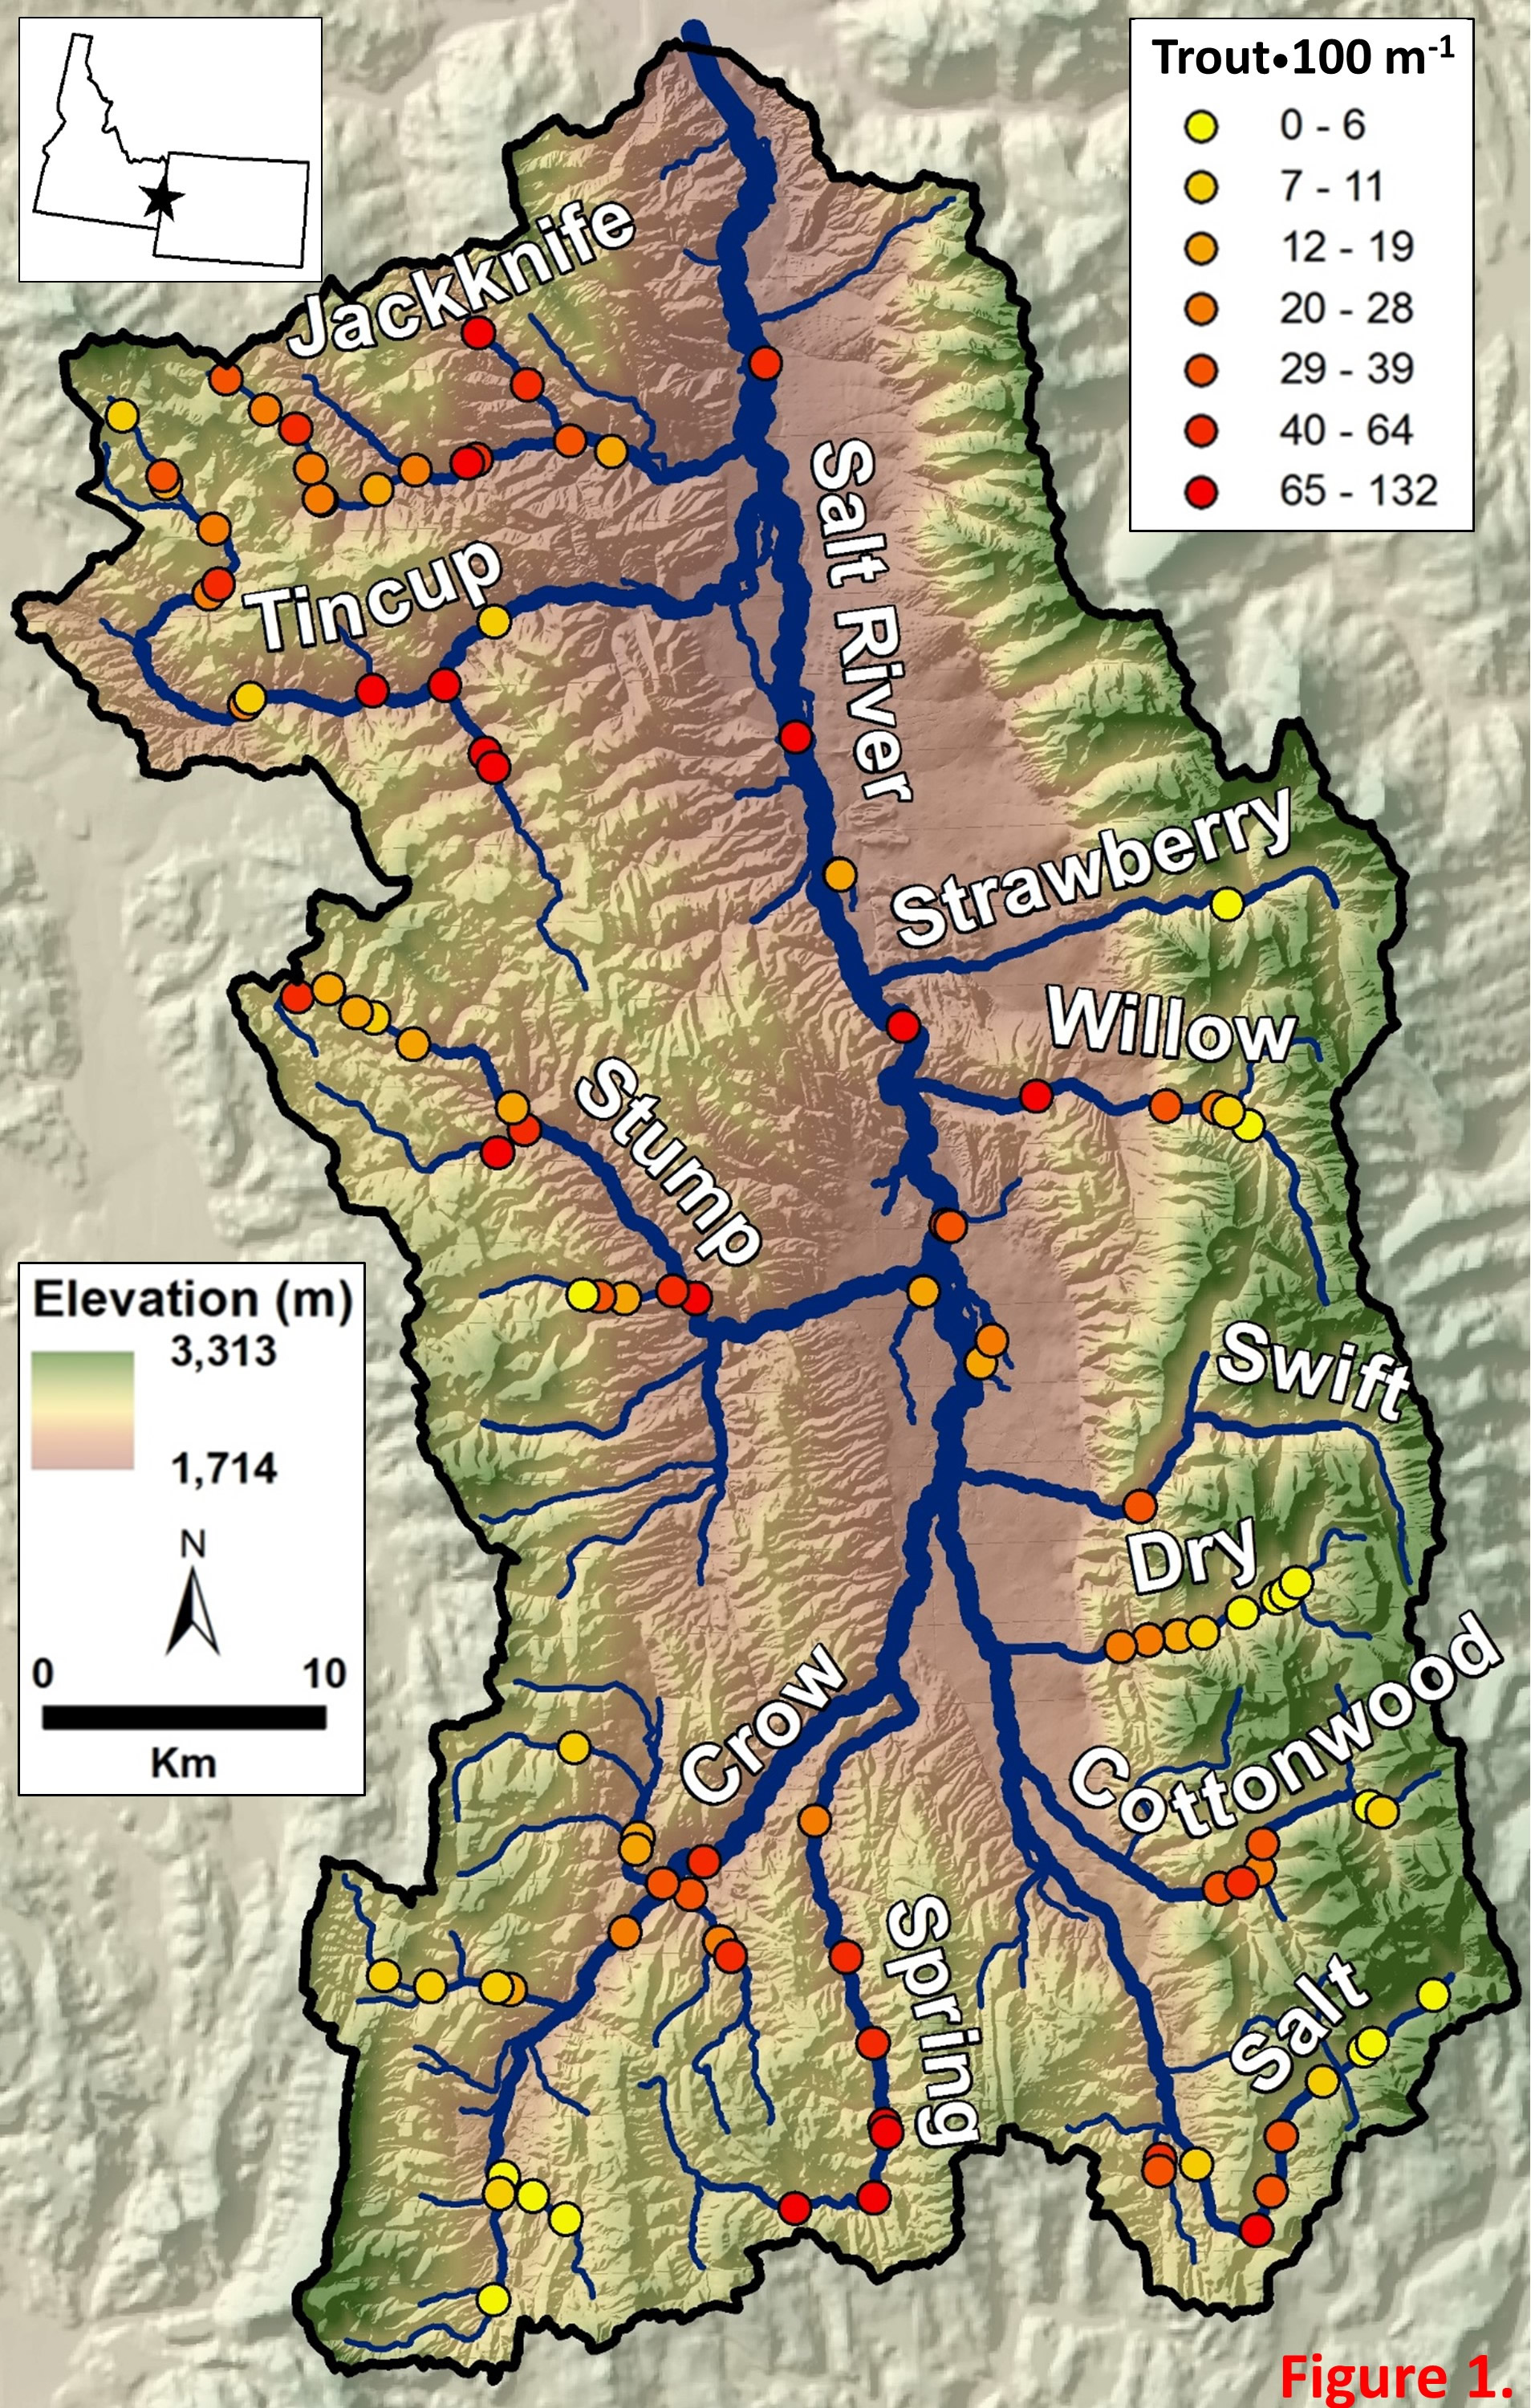 Trout•100 m-1
0 - 6
7 - 11
12 - 19
20 - 28
29 - 39
40 - 64
65 - 132
Jackknife
Salt River
Tincup
Strawberry
Willow
Stump
Elevation (m)
3,313
1,714
N
0 10
Km
Swift
Dry
Cottonwood
Crow
Spring
Salt
Figure 1.